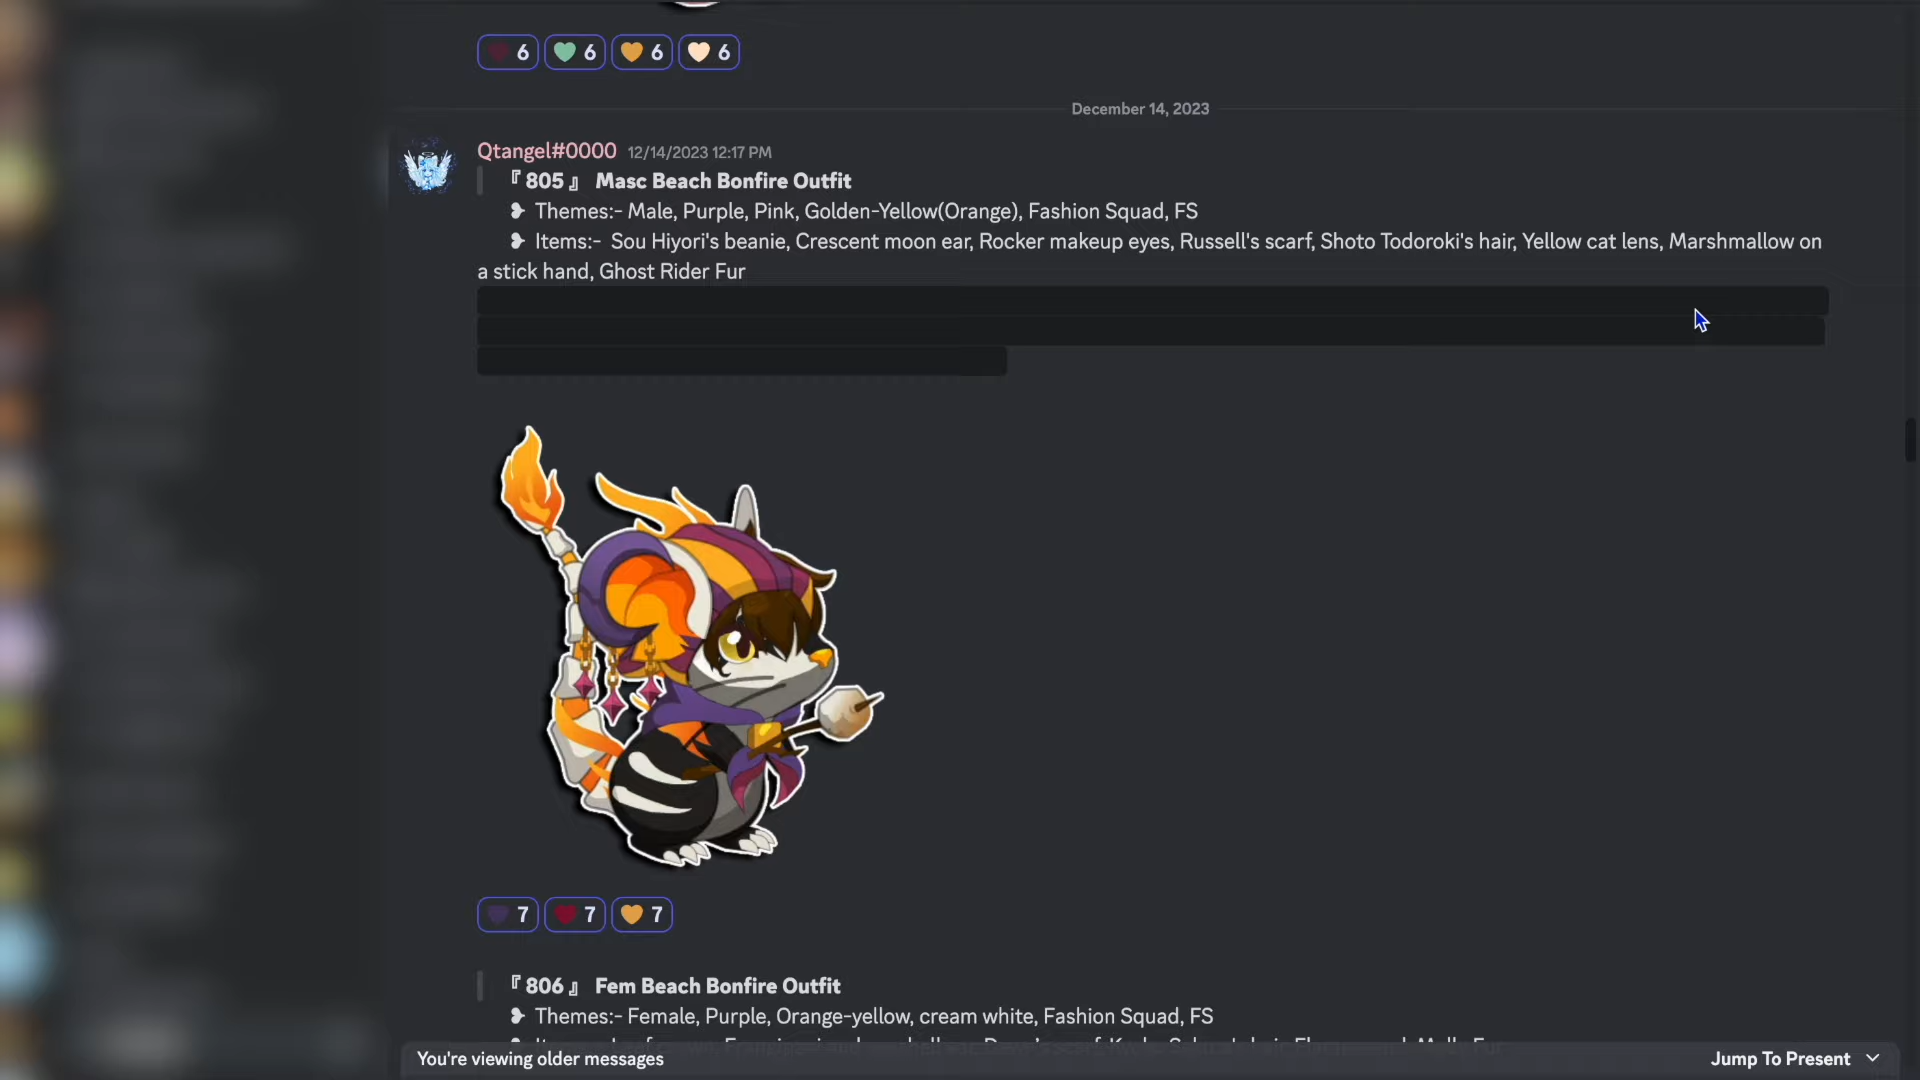 6 6 6 6
December 14, 2023
Qtangel#0000 12/14/2023 12:17 PM
『805』 Masc Beach Bonfire Outfit
❥ Themes:- Male, Purple, Pink, Golden-Yellow(Orange), Fashion Squad, FS
❥ Items:- Sou Hiyori's beanie, Crescent moon ear, Rocker makeup eyes, Russell's scarf, Shoto Todoroki's hair, Yellow cat lens, Marshmallow on
a stick hand, Ghost Rider Fur
7 7 7
『806』 Fem Beach Bonfire Outfit
❥ Themes:- Female, Purple, Orange-yellow, cream white, Fashion Squad, FS
You're viewing older messages Jump To Present